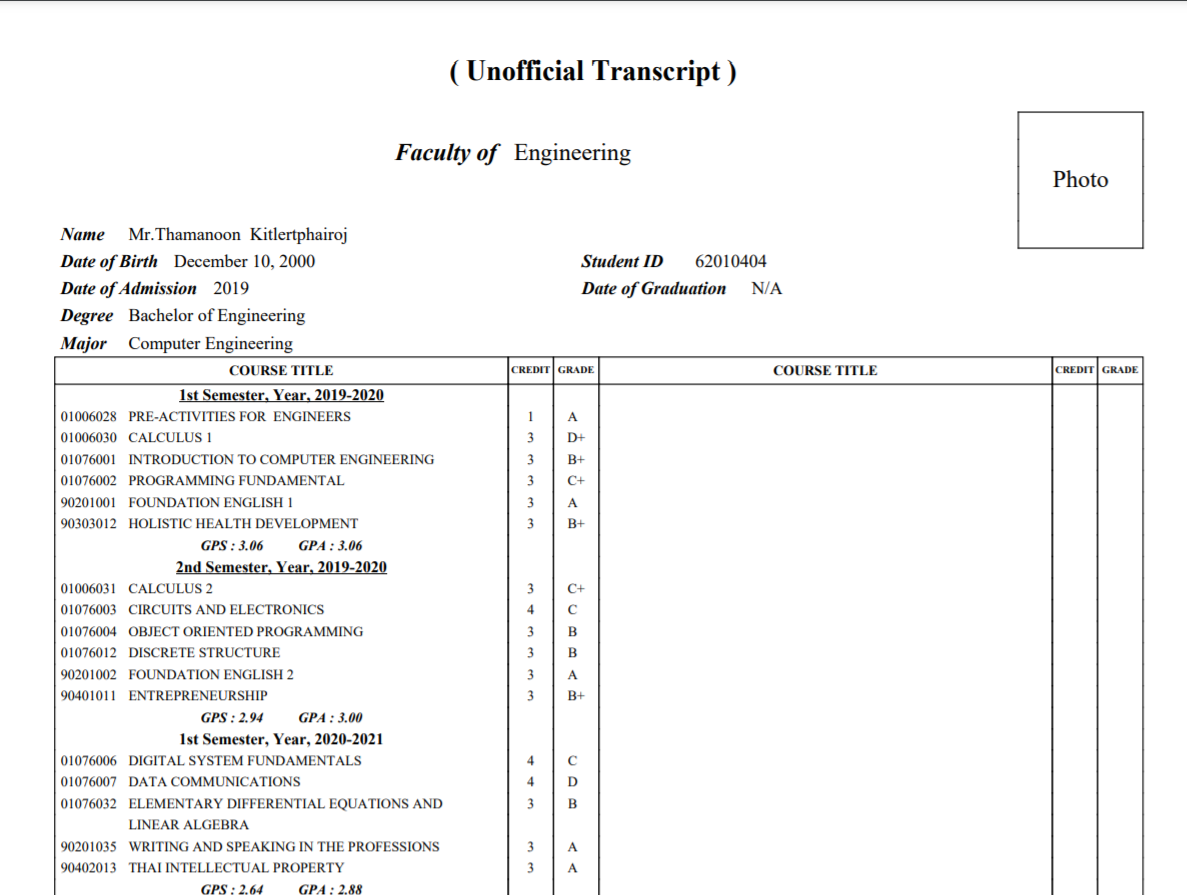 ( Unofficial Transcript )
Faculty of Engineering
Photo
Name Mr.Thamanoon Kitlertphairoj
Date of Birth December 10, 2000 Student ID 62010404
Date of Admission 2019 Date of Graduation N/A
Degree Bachelor of Engineering
Major Computer Engineering
COURSE TITLE CREDIT GRADE COURSE TITLE CREDIT GRADE
1st Semester, Year, 2019-2020
01006028 PRE-ACTIVITIES FOR ENGINEERS 1 A
01006030 CALCULUS 1 3 D+
01076001 INTRODUCTION TO COMPUTER ENGINEERING 3 B+
01076002 PROGRAMMING FUNDAMENTAL 3 C+
90201001 FOUNDATION ENGLISH 1 3 A
90303012 HOLISTIC HEALTH DEVELOPMENT 3 B+
GPS : 3.06 GPA : 3.06
2nd Semester, Year, 2019-2020
01006031 CALCULUS 2 3 C+
01076003 CIRCUITS AND ELECTRONICS 4 C
01076004 OBJECT ORIENTED PROGRAMMING 3 B
01076012 DISCRETE STRUCTURE 3 B
90201002 FOUNDATION ENGLISH 2 3 A
90401011 ENTREPRENEURSHIP 3 B+
GPS : 2.94 GPA : 3.00
1st Semester, Year, 2020-2021
01076006 DIGITAL SYSTEM FUNDAMENTALS 4 C
01076007 DATA COMMUNICATIONS 4 D
01076032 ELEMENTARY DIFFERENTIAL EQUATIONS AND 3 B
LINEAR ALGEBRA
90201035 WRITING AND SPEAKING IN THE PROFESSIONS 3 A
90402013 THAI INTELLECTUAL PROPERTY 3 A
GPS : 2.64 GPA : 2.88